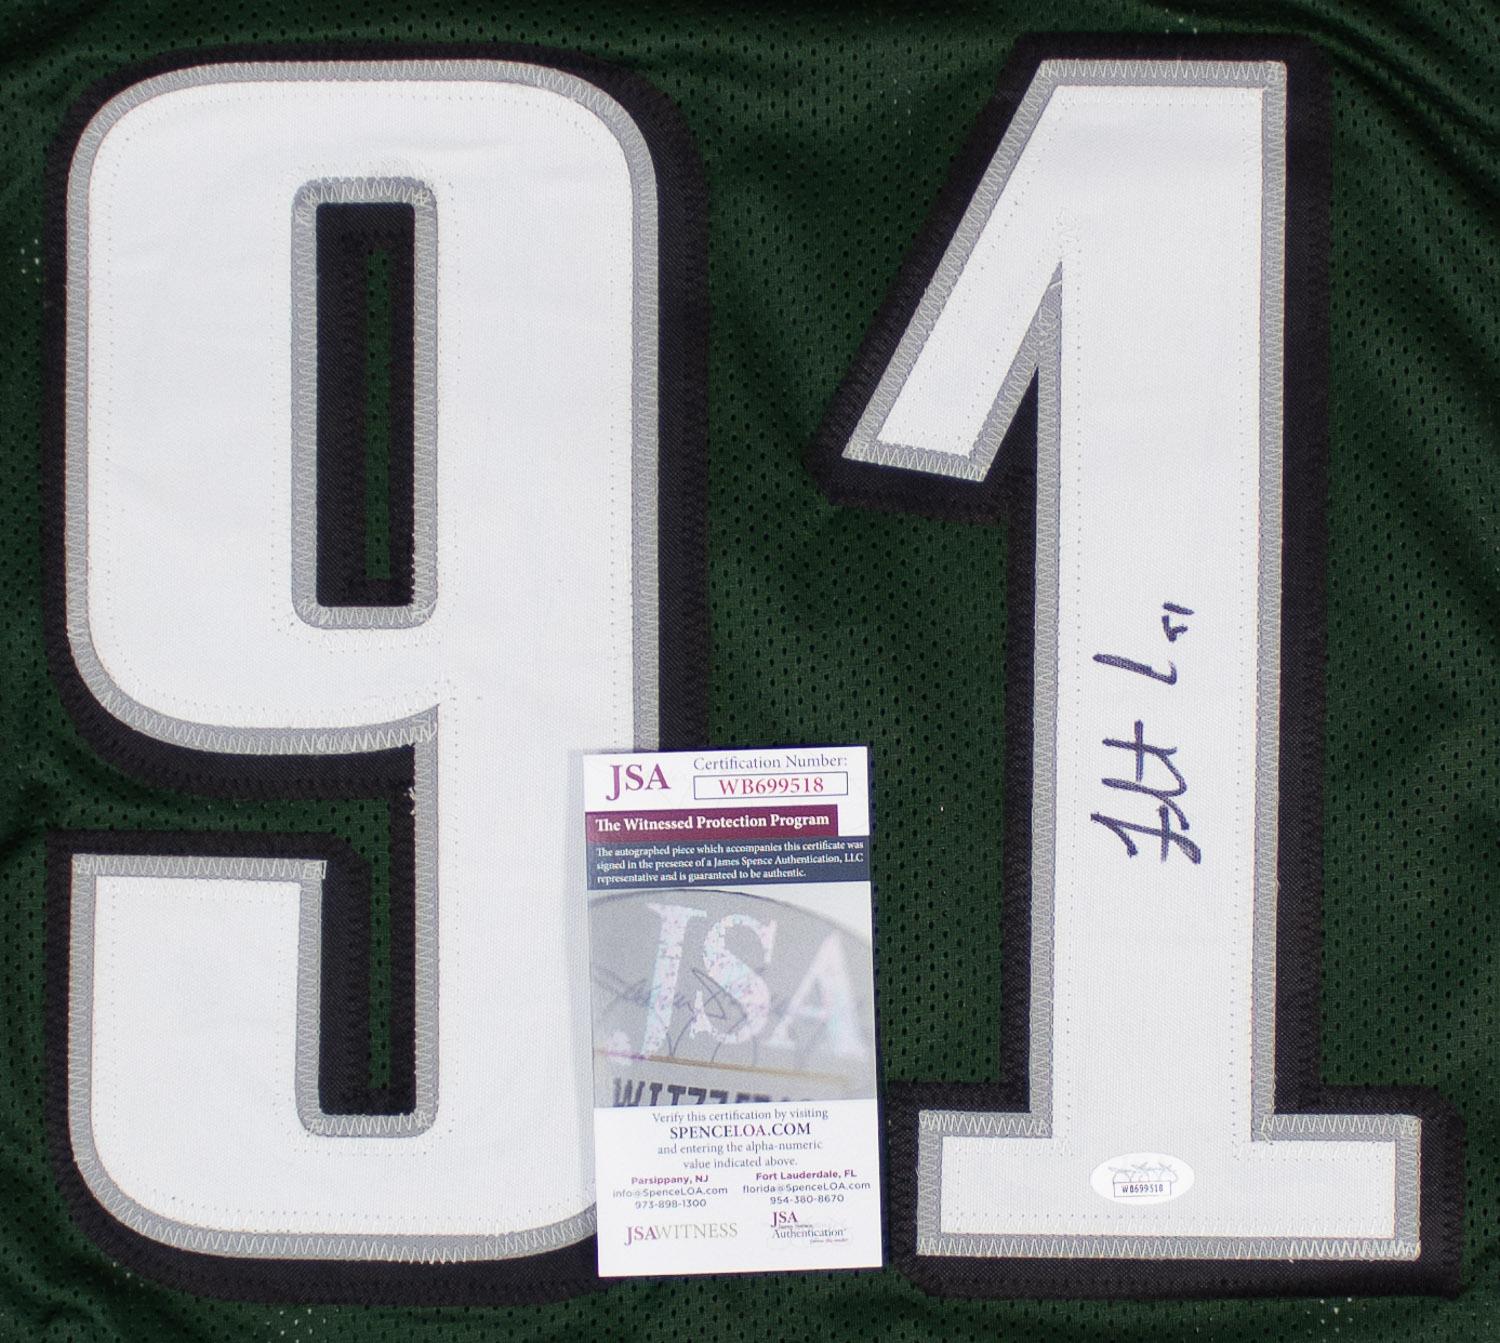 91
JSA
Certification Number:
WB699518
The Witnessed Protection Program
The autographed piece which accompanies this certificate was
signed in the presence of a James Spence Authentication, LLC
representative and is guaranteed to be authentic.
JSA
Verify this certification by visiting
SPENCELOA.COM
and entering the alpha-numeric
value indicated above.
Parsippany, NJ
info@SpenceLOA.com
973-898-1300
Fort Lauderdale, FL
florida@SpenceLOA.com
954-380-8670
JSAWITNESS
JSA
Authentication
91
WB699518